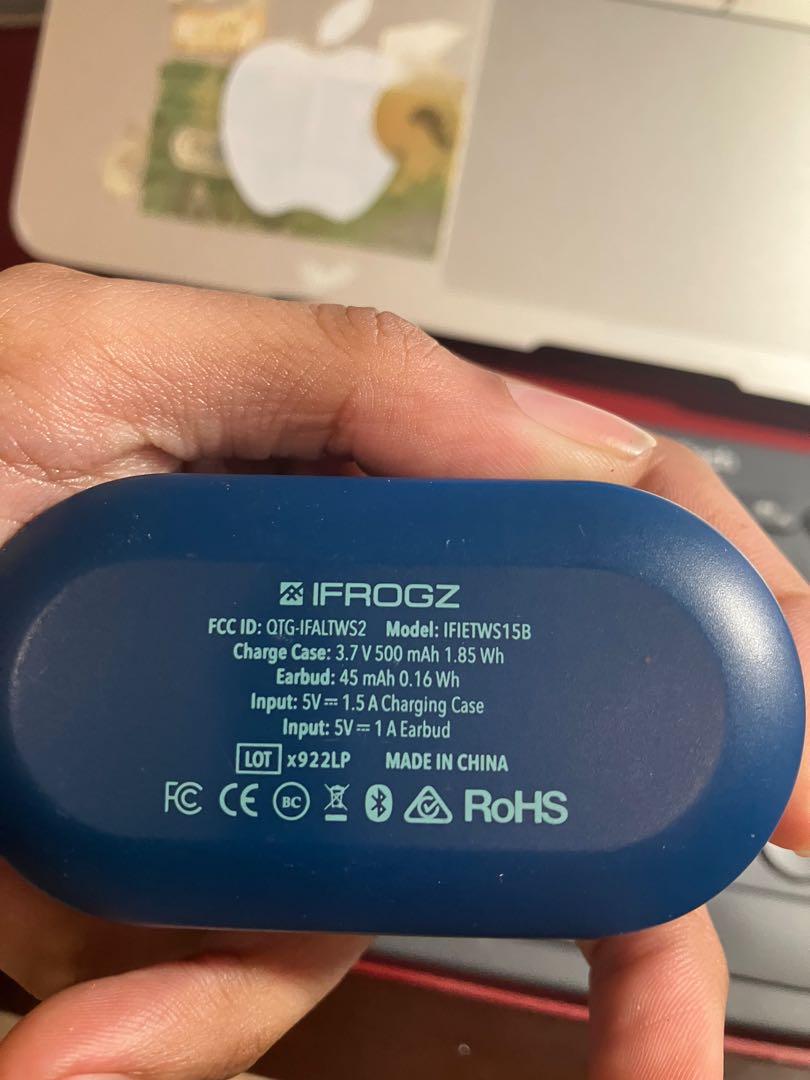 IFROGZ
FCC ID: QTG-IFALTWS2 Model: IFIETWS15B
Charge Case: 3.7 V 500 mAh 1.85 Wh
Earbud: 45 mAh 0.16 Wh
Input: 5V⎓1.5 A Charging Case
Input: 5V⎓1 A Earbud
LOT x922LP MADE IN CHINA
FC CE BC RoHS